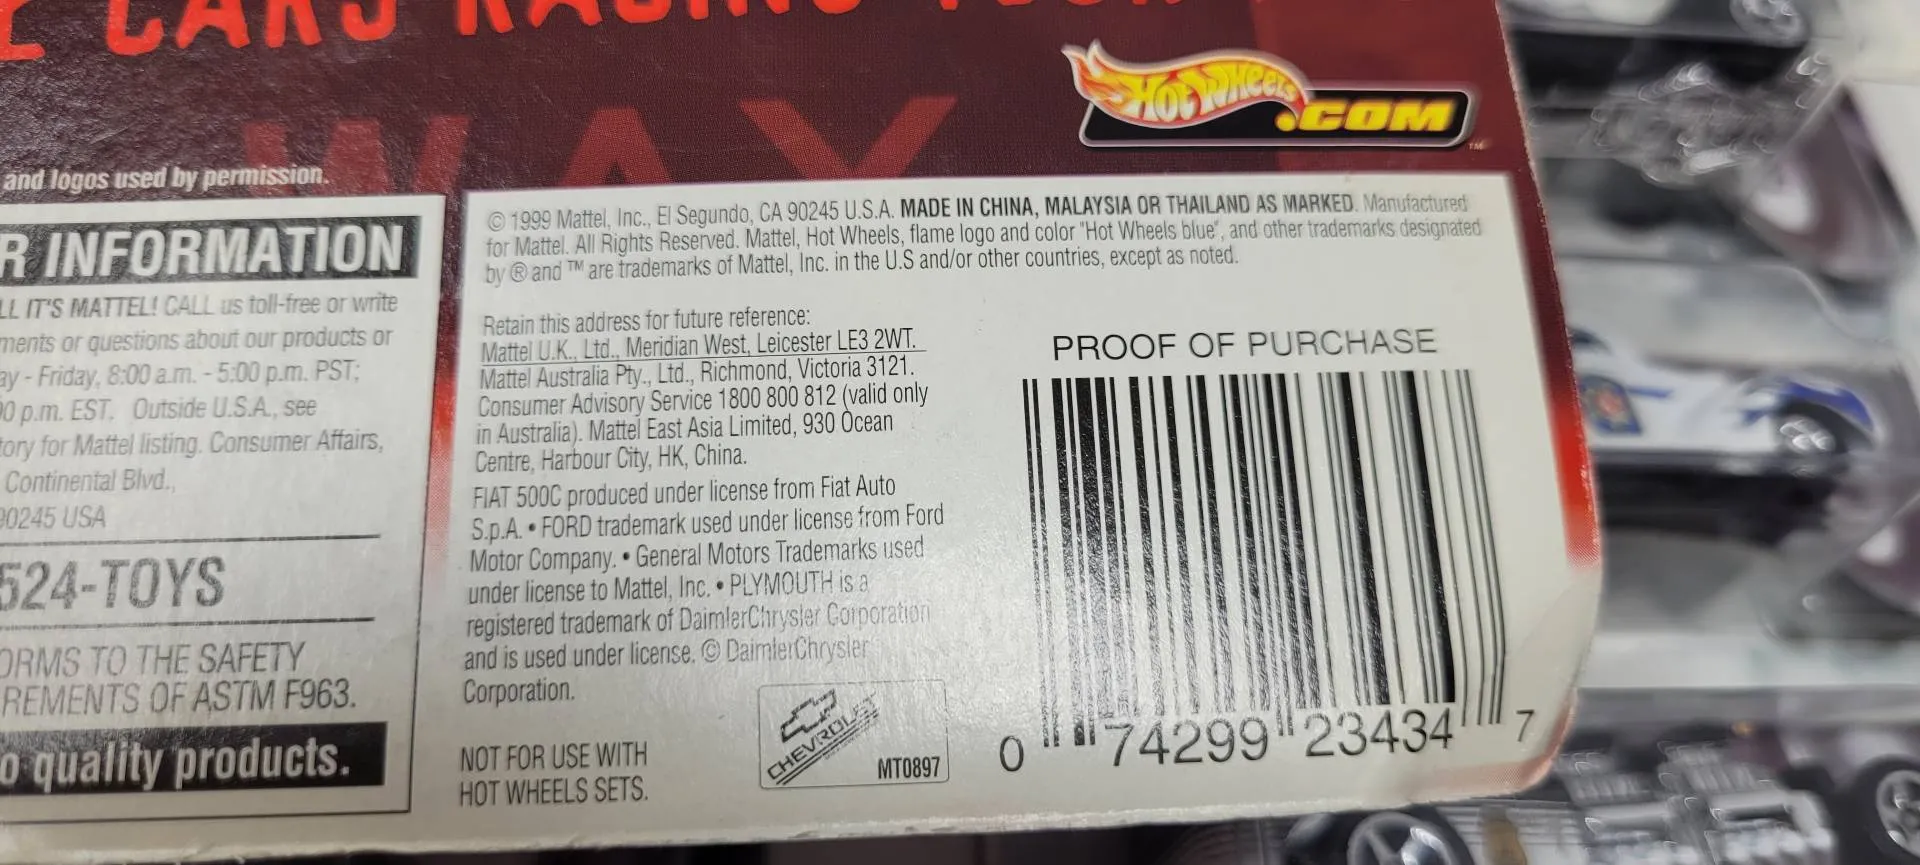 CARS RACING
HOT WHEELS
.COM
TM
WAX
and logos used by permission.
R INFORMATION
LL IT'S MATTEL! CALL us toll-free or write
ments or questions about our products or
ay - Friday, 8:00 a.m. - 5:00 p.m. PST;
00 p.m. EST. Outside U.S.A., see
tory for Mattel listing. Consumer Affairs,
Continental Blvd.,
90245 USA
524-TOYS
ORMS TO THE SAFETY
REMENTS OF ASTM F963.
o quality products.
© 1999 Mattel, Inc., El Segundo, CA 90245 U.S.A. MADE IN CHINA, MALAYSIA OR THAILAND AS MARKED. Manufactured
for Mattel. All Rights Reserved. Mattel, Hot Wheels, flame logo and color "Hot Wheels blue", and other trademarks designated
by ® and ™ are trademarks of Mattel, Inc. in the U.S and/or other countries, except as noted.
Retain this address for future reference:
Mattel U.K., Ltd., Meridian West, Leicester LE3 2WT.
Mattel Australia Pty., Ltd., Richmond, Victoria 3121.
Consumer Advisory Service 1800 800 812 (valid only
in Australia). Mattel East Asia Limited, 930 Ocean
Centre, Harbour City, HK, China.
FIAT 500C produced under license from Fiat Auto
S.p.A. • FORD trademark used under license from Ford
Motor Company. • General Motors Trademarks used
under license to Mattel, Inc. • PLYMOUTH is a
registered trademark of DaimlerChrysler Corporation
and is used under license. © DaimlerChrysler
Corporation.
NOT FOR USE WITH
HOT WHEELS SETS.
CHEVROLET
MT0897
PROOF OF PURCHASE
0 74299 23434 7